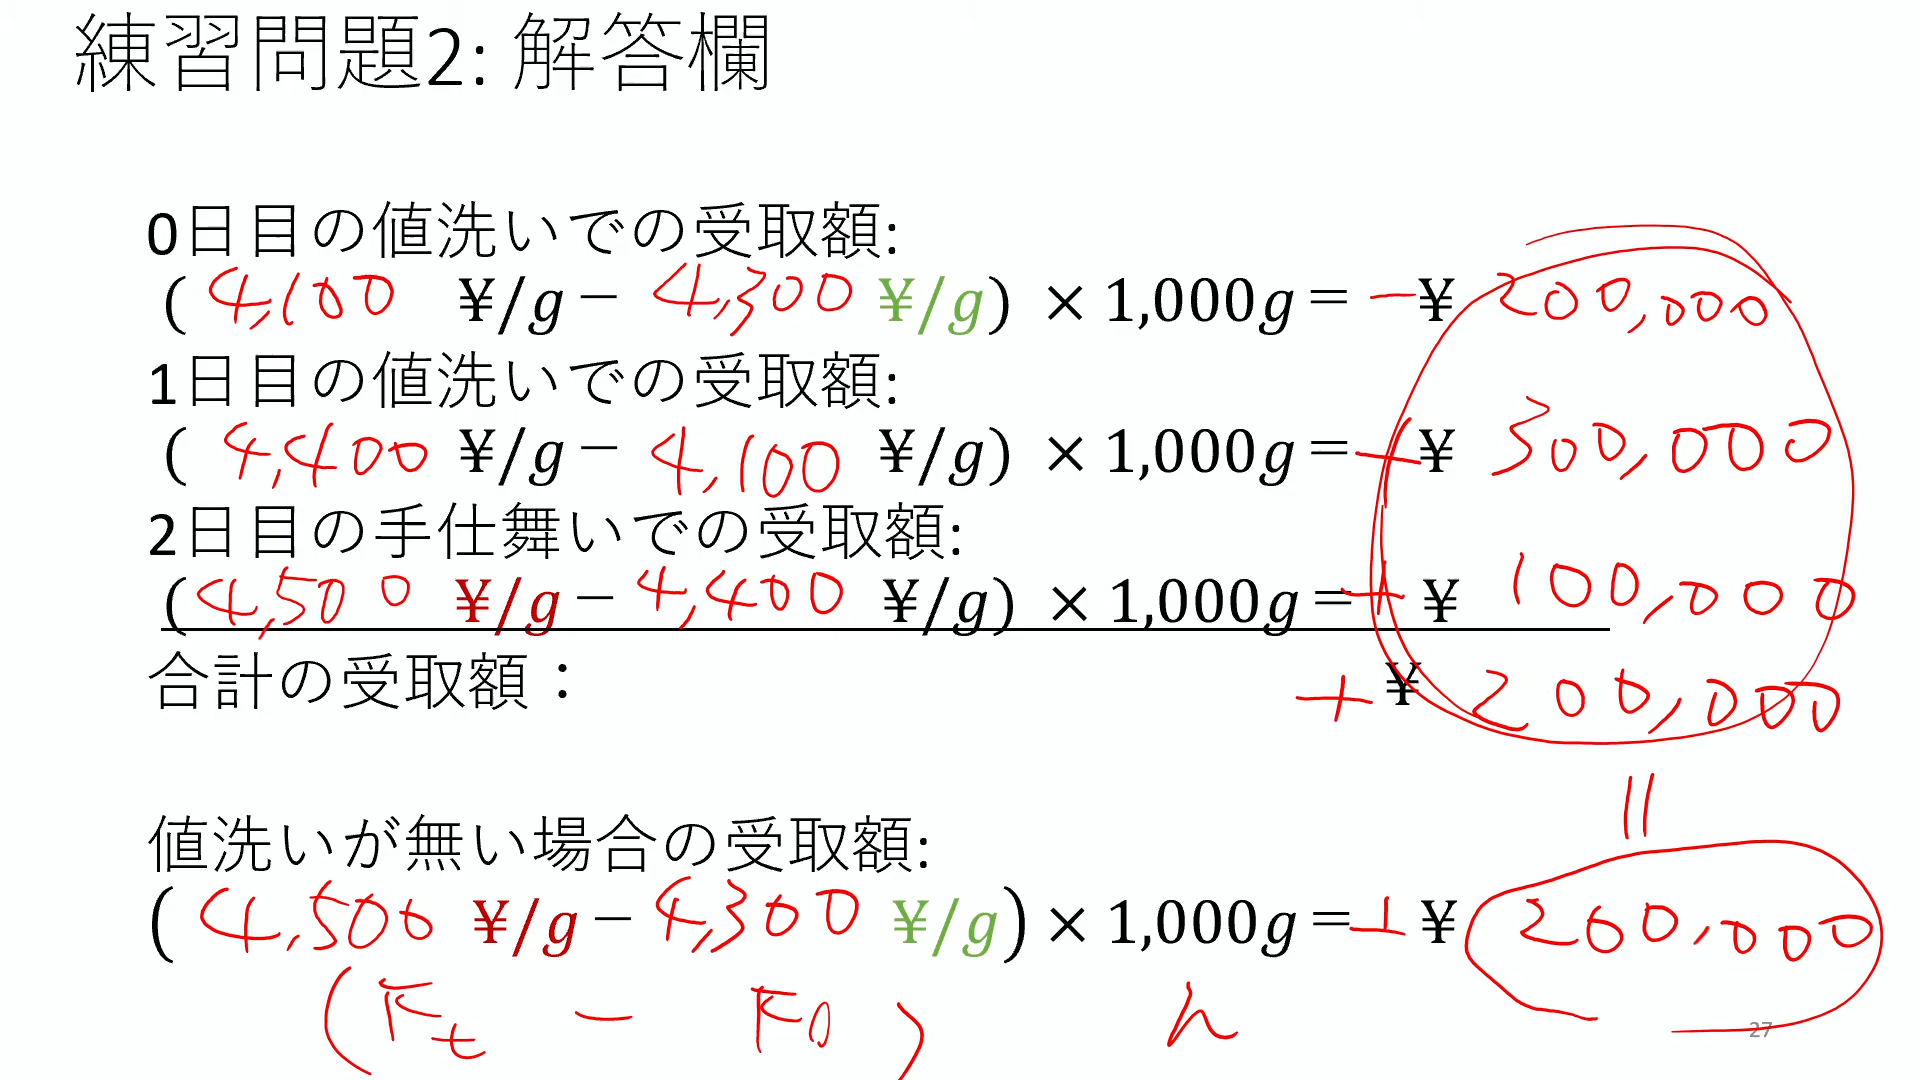 練習問題2: 解答欄
0日目の値洗いでの受取額:
( 4,100 ¥/g − 4,300 ¥/g) × 1,000g = −¥ 200,000
1日目の値洗いでの受取額:
( 4,400 ¥/g − 4,100 ¥/g) × 1,000g = +¥ 300,000
2日目の手仕舞いでの受取額:
(4,500 ¥/g − 4,400 ¥/g) × 1,000g = + ¥ 100,000
合計の受取額： + ¥ 200,000
=
値洗いが無い場合の受取額:
( 4,500 ¥/g − 4,300 ¥/g) × 1,000g = + ¥ 200,000
(Ft − F0) h
27